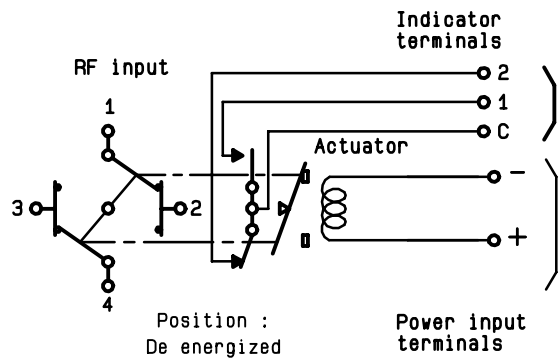 Indicator
terminals
RF input
2
1
1
C
Actuator
-
3
2
+
4
Position :
De energized
Power input
terminals